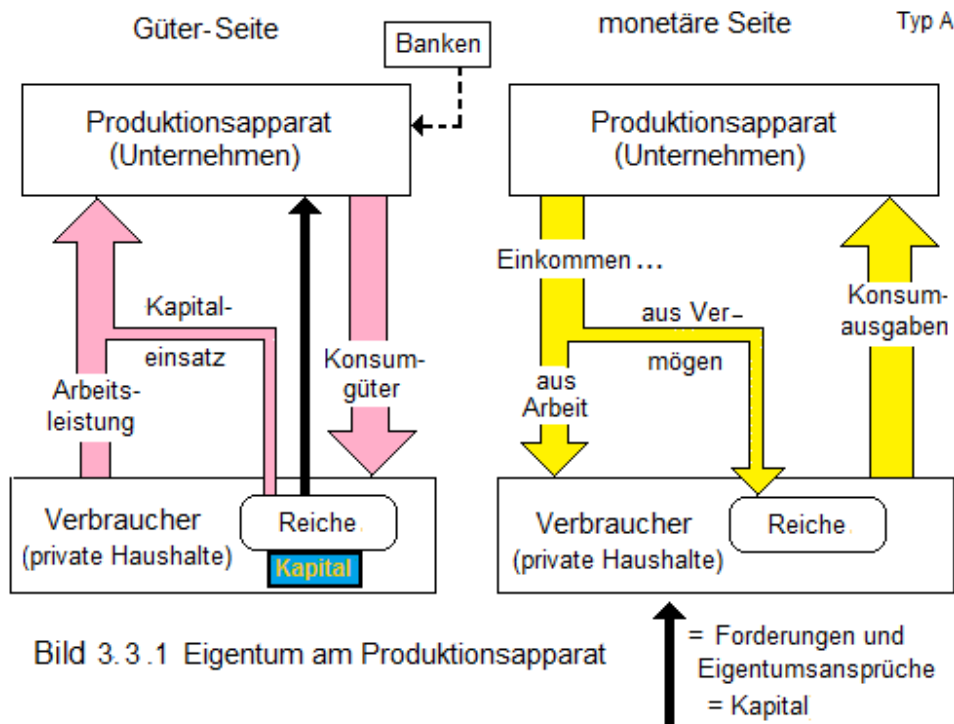 Güter-Seite
Banken
monetäre Seite
Typ A
Produktionsapparat
(Unternehmen)
Produktionsapparat
(Unternehmen)
Kapital-
einsatz
Arbeits-
leistung
Konsum-
güter
Einkommen ...
aus Ver-
mögen
aus
Arbeit
Konsum-
ausgaben
Verbraucher
(private Haushalte)
Reiche
Kapital
Verbraucher
(private Haushalte)
Reiche
Bild 3.3.1 Eigentum am Produktionsapparat
= Forderungen und
Eigentumsansprüche
= Kapital